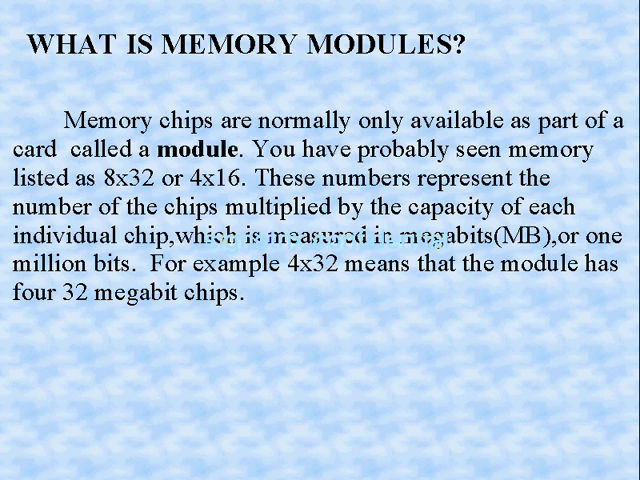 WHAT IS MEMORY MODULES?
Memory chips are normally only available as part of a
card called a module. You have probably seen memory
listed as 8x32 or 4x16. These numbers represent the
number of the chips multiplied by the capacity of each
individual chip,which is measured in megabits(MB),or one
million bits. For example 4x32 means that the module has
four 32 megabit chips.